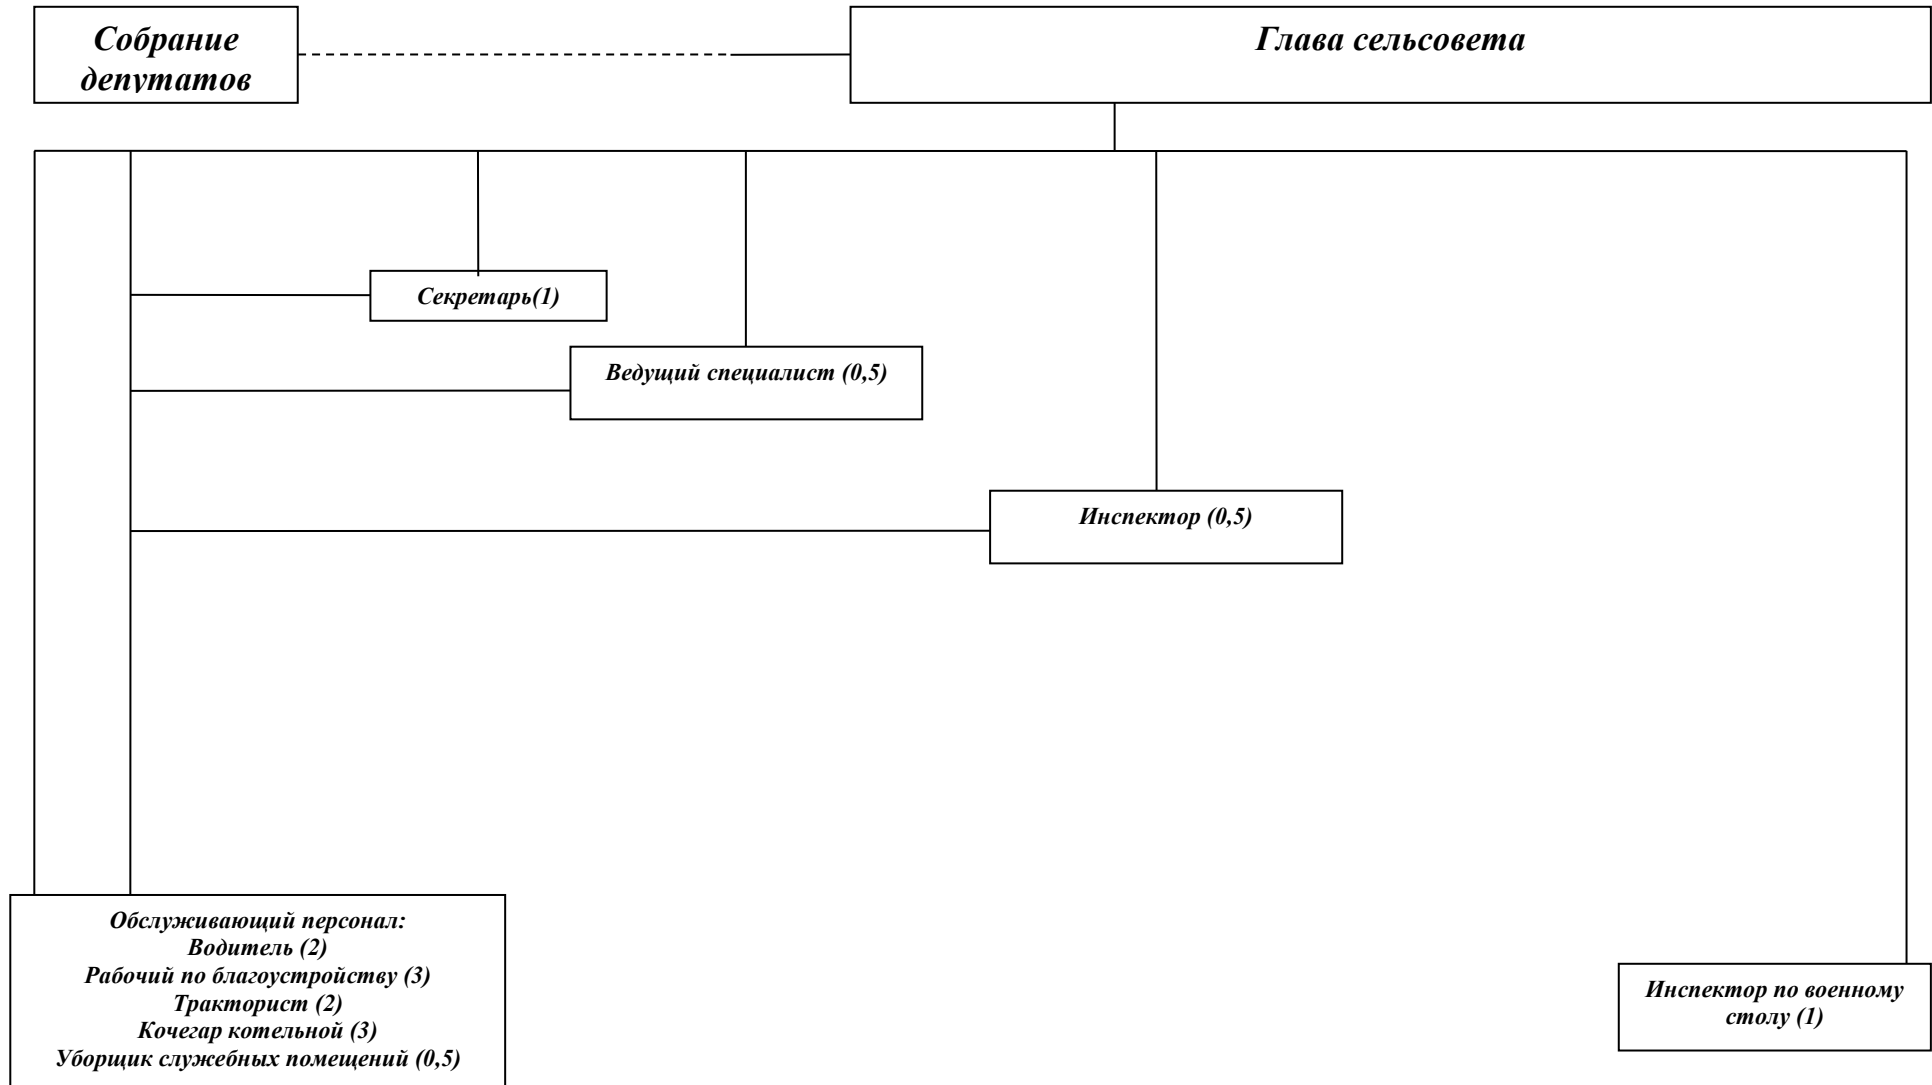 Собрание
депутатов
Глава сельсовета
Секретарь(1)
Ведущий специалист (0,5)
Инспектор (0,5)
Обслуживающий персонал:
Водитель (2)
Рабочий по благоустройству (3)
Тракторист (2)
Кочегар котельной (3)
Уборщик служебных помещений (0,5)
Инспектор по военному
столу (1)